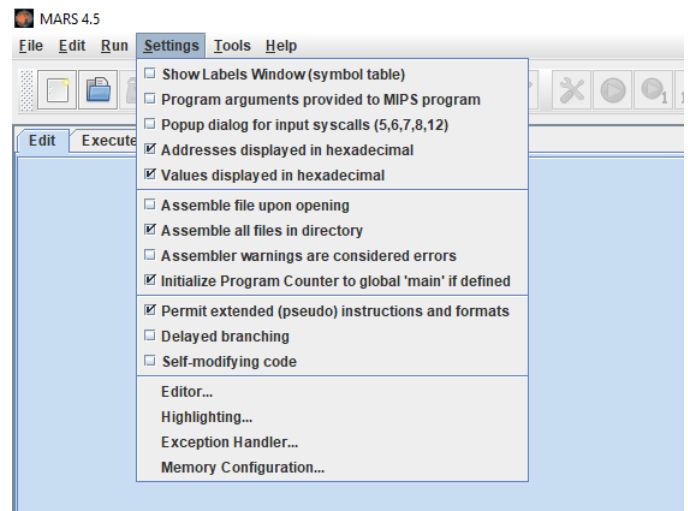 MARS 4.5
File Edit Run Settings Tools Help
Show Labels Window (symbol table)
Program arguments provided to MIPS program
Popup dialog for input syscalls (5,6,7,8,12)
Edit Execute
Addresses displayed in hexadecimal
Values displayed in hexadecimal
Assemble file upon opening
Assemble all files in directory
Assembler warnings are considered errors
Initialize Program Counter to global 'main' if defined
Permit extended (pseudo) instructions and formats
Delayed branching
Self-modifying code
Editor...
Highlighting...
Exception Handler...
Memory Configuration...